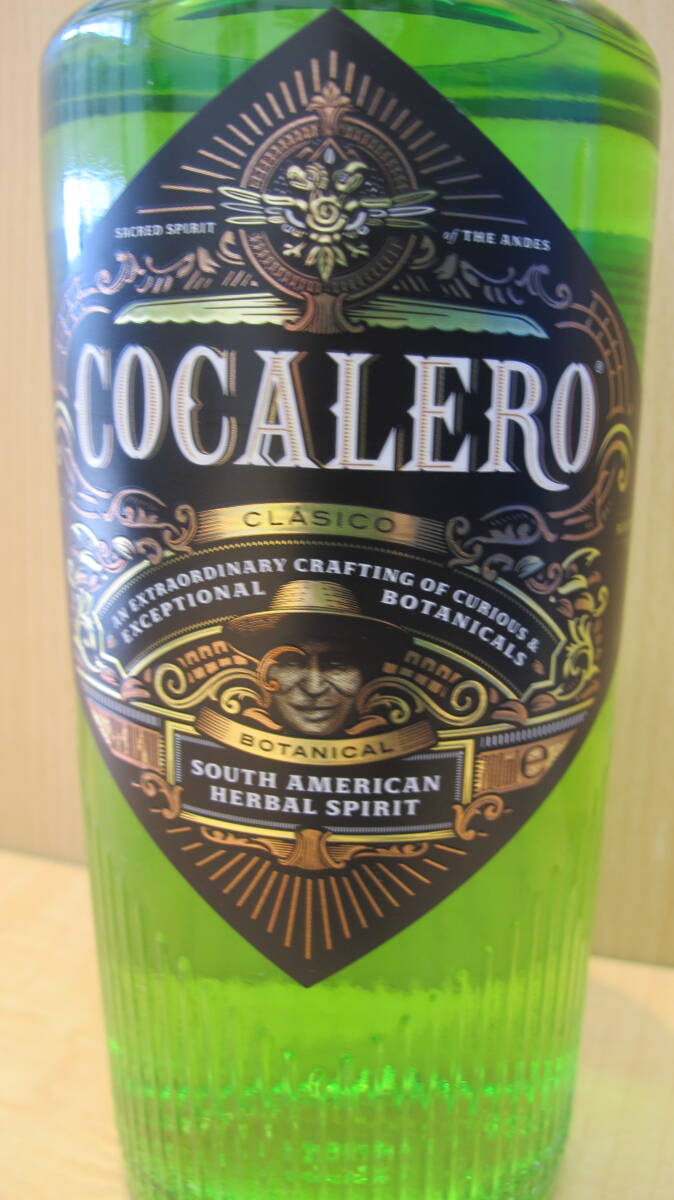 SACRED SPIRIT of THE ANDES
COCALERO®
CLÁSICO
AN EXTRAORDINARY CRAFTING OF CURIOUS &
EXCEPTIONAL BOTANICALS
BOTANICAL
SOUTH AMERICAN
HERBAL SPIRIT
e